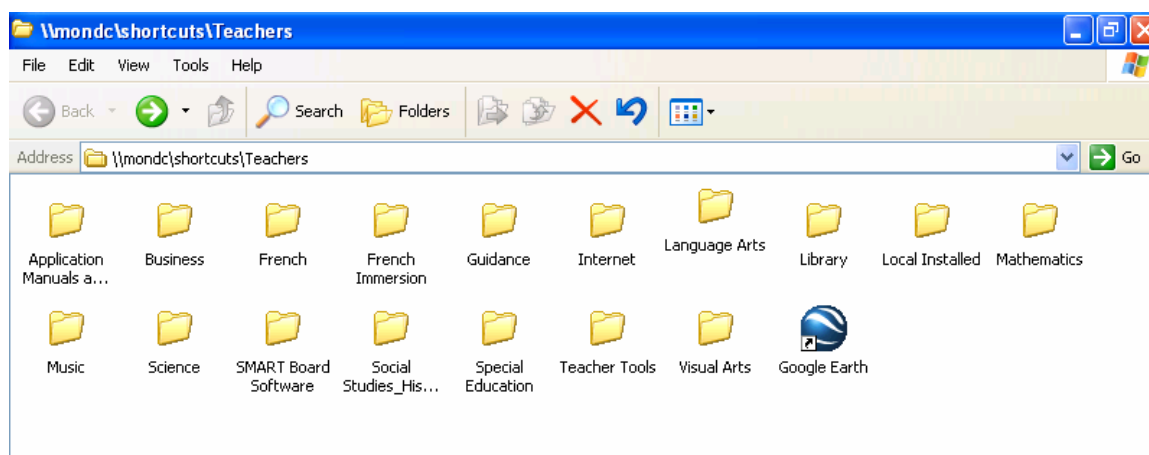 \\mondc\shortcuts\Teachers
File Edit View Tools Help
Back Search Folders
Address \\mondc\shortcuts\Teachers Go
Application
Manuals a...
Business
French
French
Immersion
Guidance
Internet
Language Arts
Library
Local Installed
Mathematics
Music
Science
SMART Board
Software
Social
Studies_His...
Special
Education
Teacher Tools
Visual Arts
Google Earth